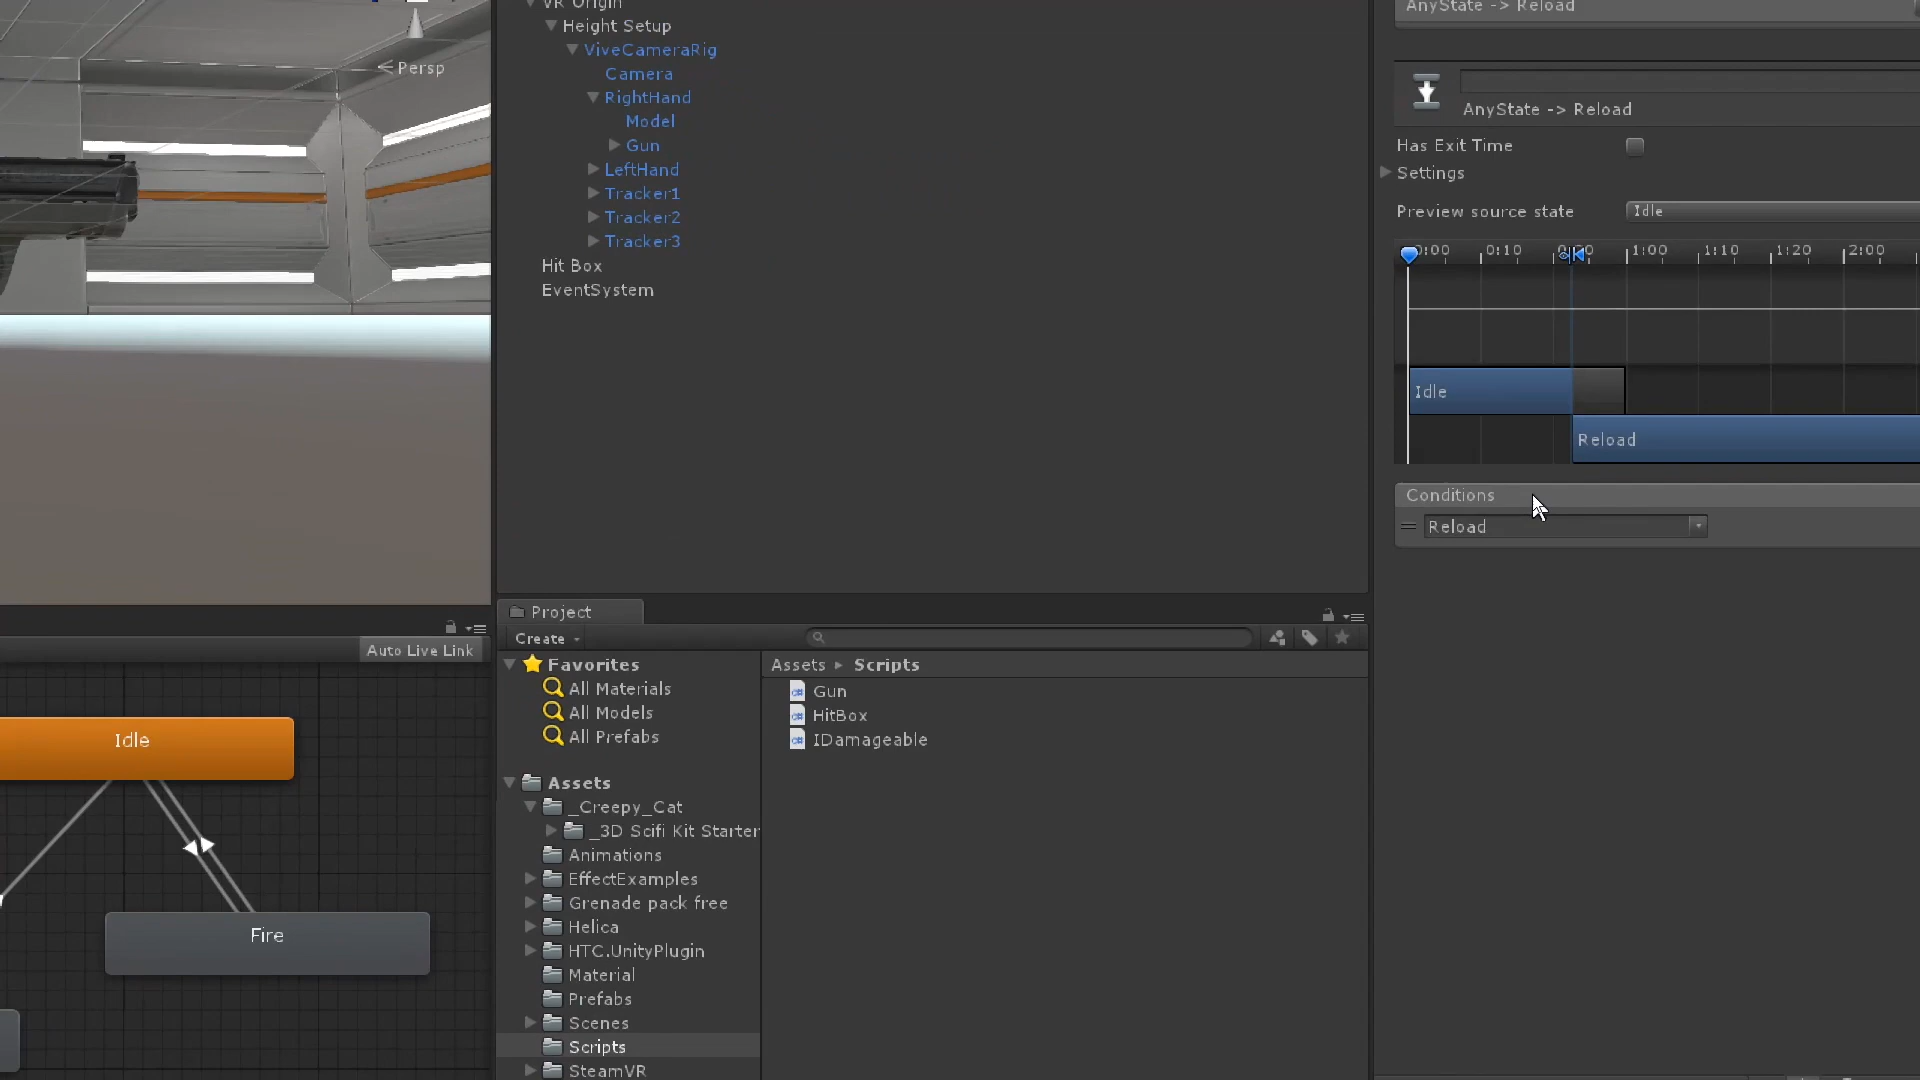 Persp
Auto Live Link
Idle
Fire
VR Origin
Height Setup
ViveCameraRig
Camera
RightHand
Model
Gun
LeftHand
Tracker1
Tracker2
Tracker3
Hit Box
EventSystem
Project
Create
Favorites
All Materials
All Models
All Prefabs
Assets
_Creepy_Cat
_3D Scifi Kit Starter
Animations
EffectExamples
Grenade pack free
Helica
HTC.UnityPlugin
Material
Prefabs
Scenes
Scripts
SteamVR
Assets Scripts
Gun
HitBox
IDamageable
AnyState -> Reload
AnyState -> Reload
Has Exit Time
Settings
Preview source state Idle
0:10 1:00 1:10 1:20 2:00
Idle
Reload
Conditions
Reload